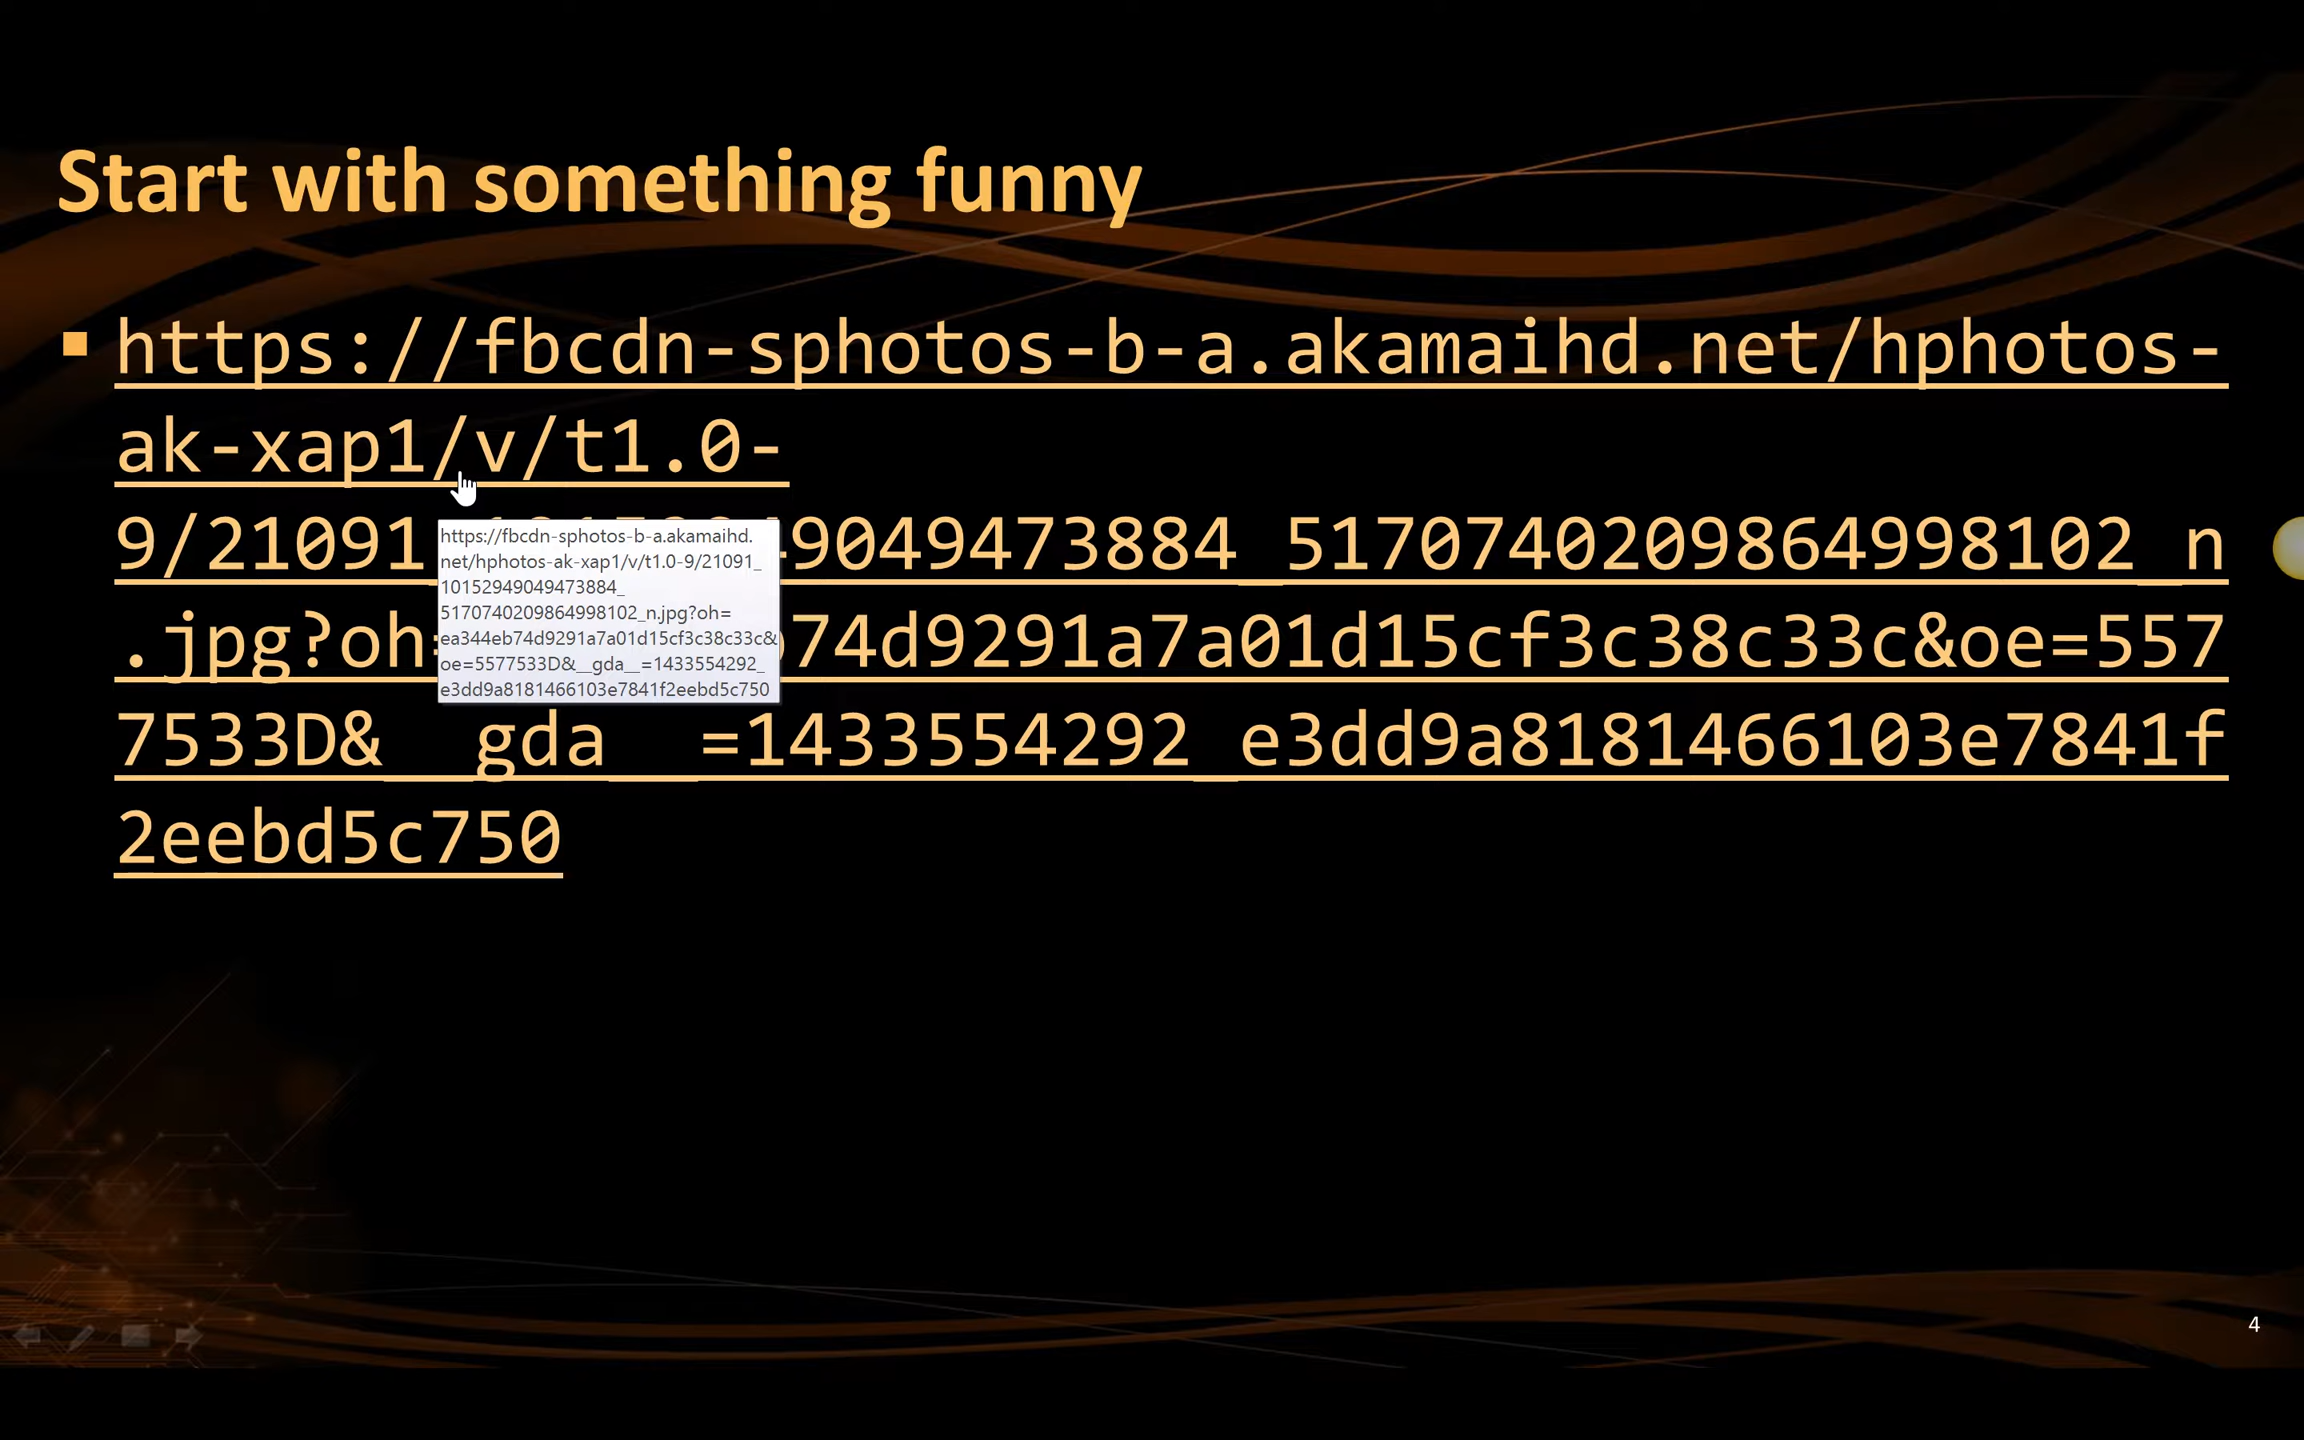 Start with something funny
https://fbcdn-sphotos-b-a.akamaihd.net/hphotos-
ak-xap1/v/t1.0-
9/21091 49049473884_5170740209864998102_n
.jpg?oh 74d9291a7a01d15cf3c38c33c&oe=557
7533D&__gda__=1433554292_e3dd9a8181466103e7841f
2eebd5c750
https://fbcdn-sphotos-b-a.akamaihd.
net/hphotos-ak-xap1/v/t1.0-9/21091_
10152949049473884_
5170740209864998102_n.jpg?oh=
ea344eb74d9291a7a01d15cf3c38c33c&
oe=5577533D&__gda__=1433554292_
e3dd9a8181466103e7841f2eebd5c750
4